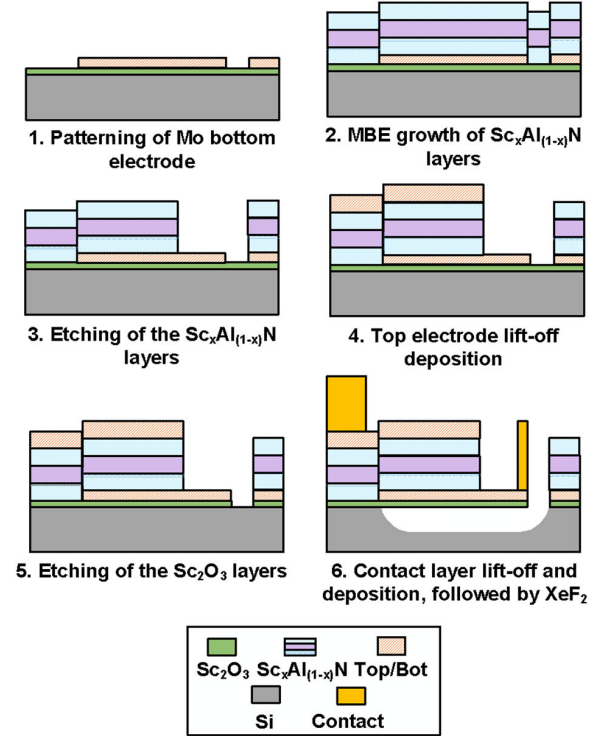 1. Patterning of Mo bottom
electrode
2. MBE growth of ScₓAl₍₁₋ₓ₎N
layers
3. Etching of the ScₓAl₍₁₋ₓ₎N
layers
4. Top electrode lift-off
deposition
5. Etching of the Sc₂O₃ layers
6. Contact layer lift-off and
deposition, followed by XeF₂
Sc₂O₃ ScₓAl₍₁₋ₓ₎N Top/Bot
Si Contact